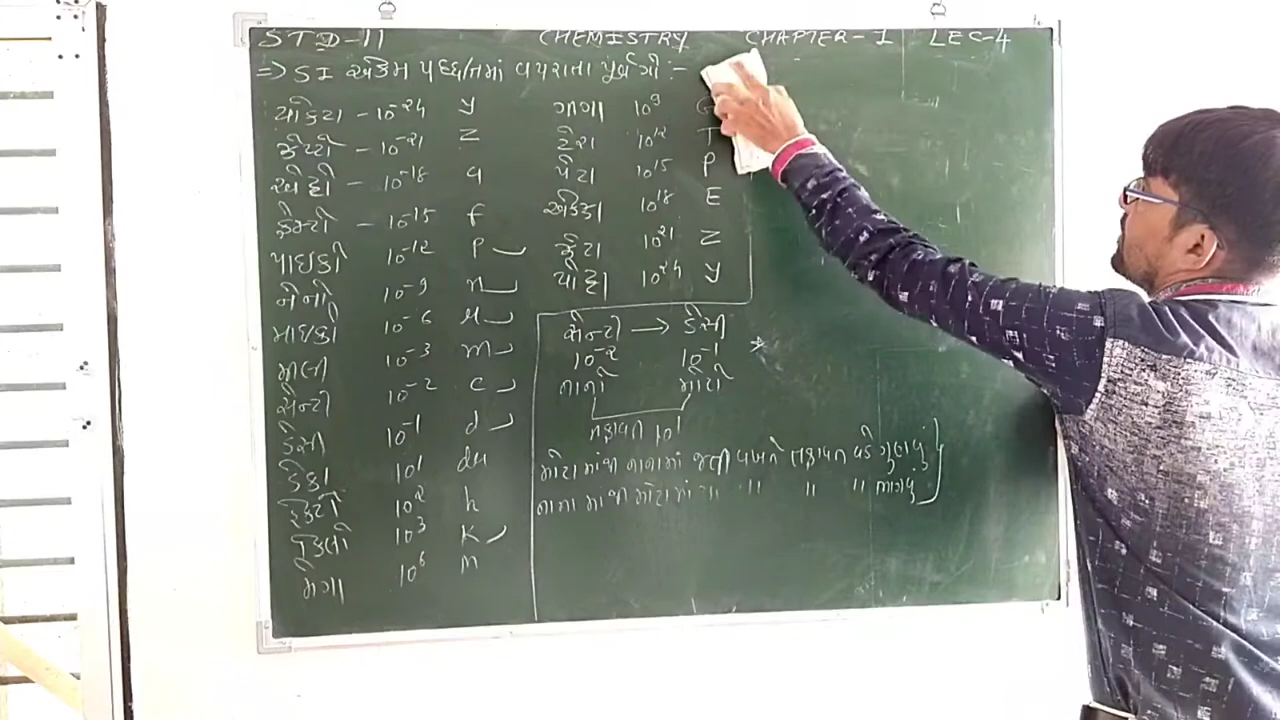 STD-11 CHEMISTRY CHAPTER-1 LEC-4
=> SI એકમ પદ્ધતિમાં વપરાતા પૂર્વગો :-
10⁻²⁴ y
10⁻²¹ z
10⁻¹⁸ a
ફેમ્ટો - 10⁻¹⁵ f
પાઇકો 10⁻¹² p
નેનો 10⁻⁹ n
માઇક્રો 10⁻⁶ μ
મિલી 10⁻³ m
સેન્ટી 10⁻² c
ડેસી 10⁻¹ d
ડેકા 10¹ da
હેક્ટો 10² h
કિલો 10³ K
મેગા 10⁶ M
ગીગા 10⁹ G
ટેરા 10¹² T
પેટા 10¹⁵ P
10¹⁸ E
ઝેટા 10²¹ Z
યોટ્ટા 10²⁴ y
સેન્ટી → ડેસી
10⁻² 10⁻¹
નાનો મોટો
તફાવત 10¹
મોટામાંથી નાનામાં જતી વખતે તફાવત વડે ગુણવું
નાનામાંથી મોટામાં " " " " ભાગવું